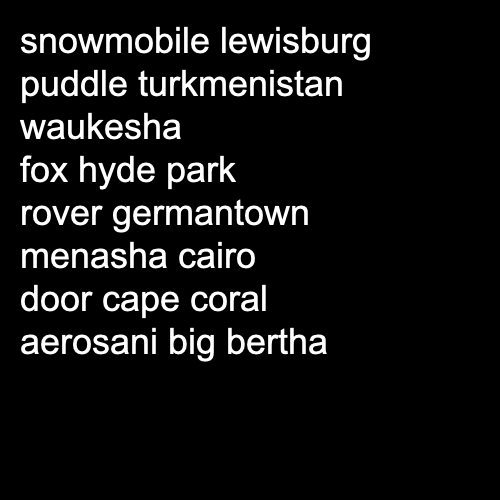 snowmobile lewisburg
puddle turkmenistan
waukesha
fox hyde park
rover germantown
menasha cairo
door cape coral
aerosani big bertha